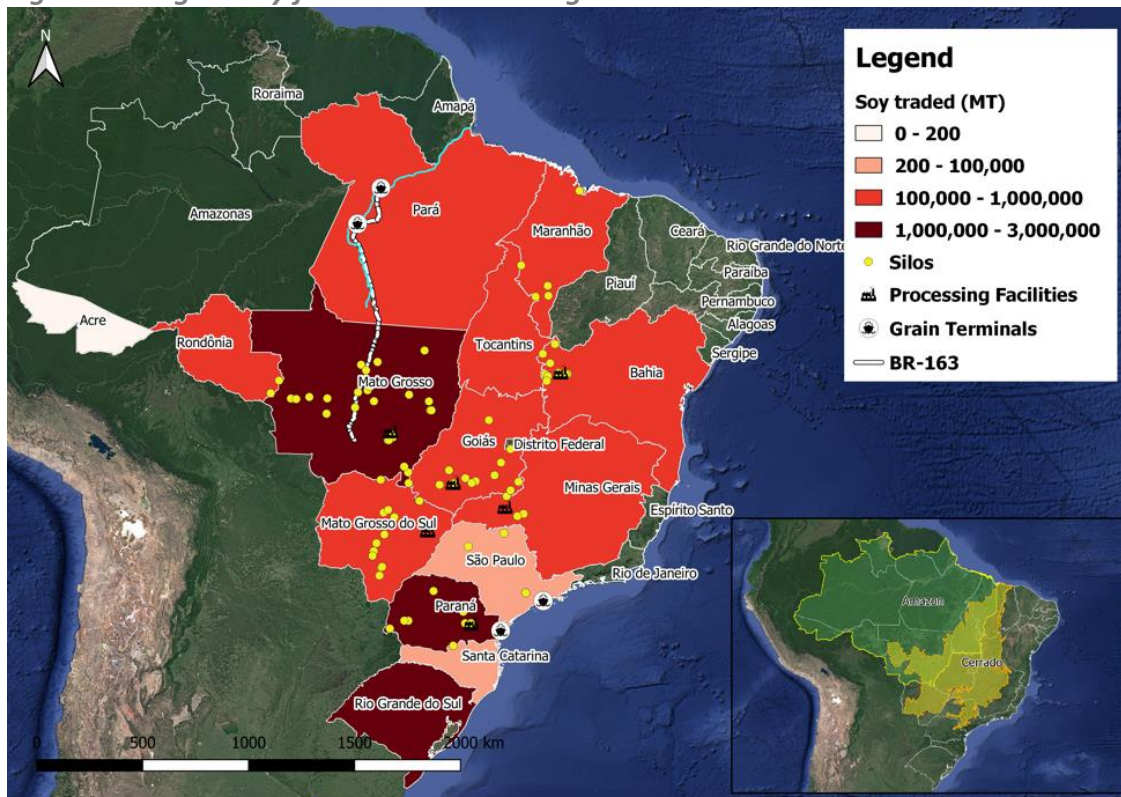 N
Roraima
Amapá
Amazonas
Pará
Maranhão
Ceará
Rio Grande do Norte
Paraíba
Piauí
Pernambuco
Alagoas
Sergipe
Acre
Rondônia
Tocantins
Bahia
Mato Grosso
Goiás
Distrito Federal
Minas Gerais
Espírito Santo
Mato Grosso do Sul
São Paulo
Rio de Janeiro
Paraná
Santa Catarina
Rio Grande do Sul
0 500 1000 1500 2000 km
Legend
Soy traded (MT)
0 - 200
200 - 100,000
100,000 - 1,000,000
1,000,000 - 3,000,000
Silos
Processing Facilities
Grain Terminals
BR-163
Amazon
Cerrado